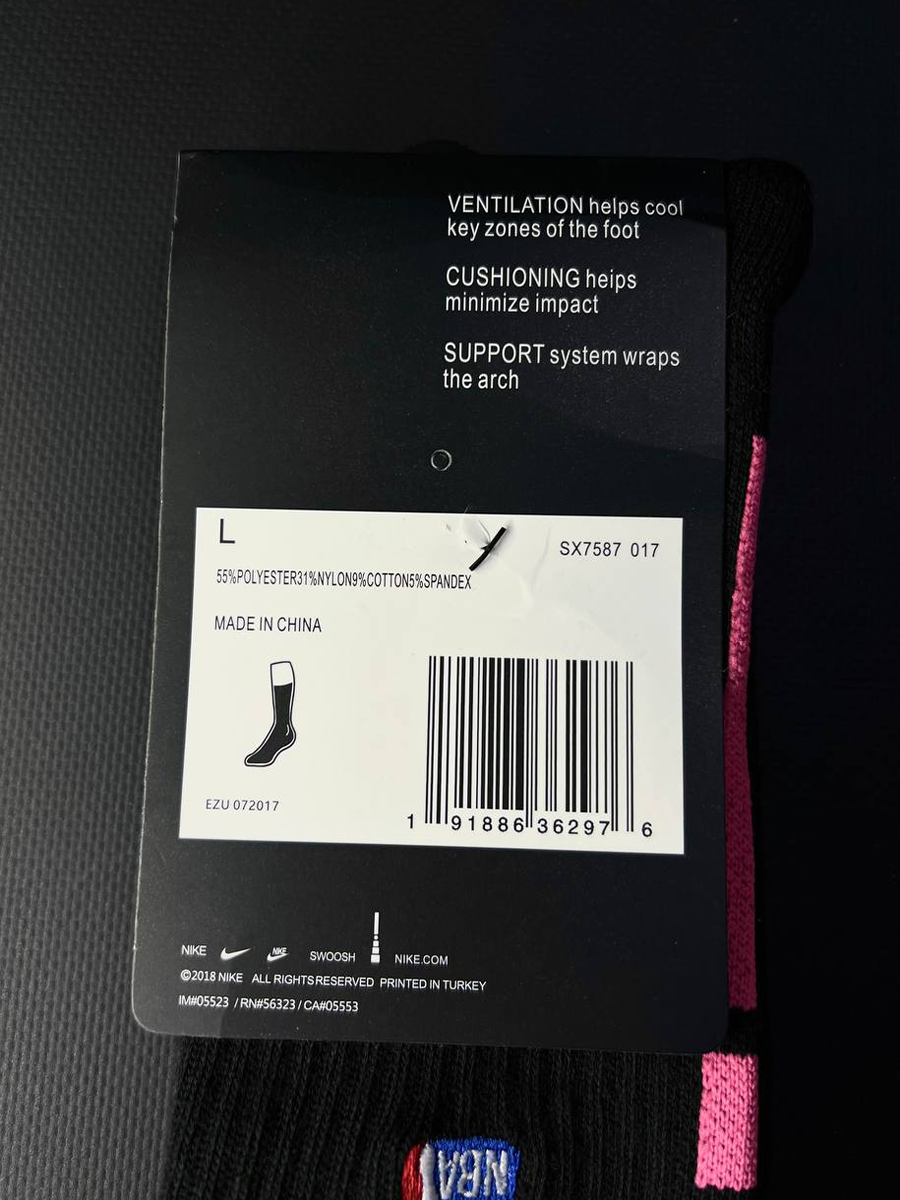 VENTILATION helps cool
key zones of the foot
CUSHIONING heips
minimize impact
SUPPORT system wraps
the arch
L
SX7587 017
55%POLYESTER31%NYLON9%COTTON5%SPANDEX
MADE IN CHINA
EZU 072017
1 91886 36297 6
NIKE NIKE SWOOSH NIKE.COM
©2018 NIKE ALL RIGHTS RESERVED PRINTED IN TURKEY
IM#05523 / RN#56323 / CA#05553
NBA